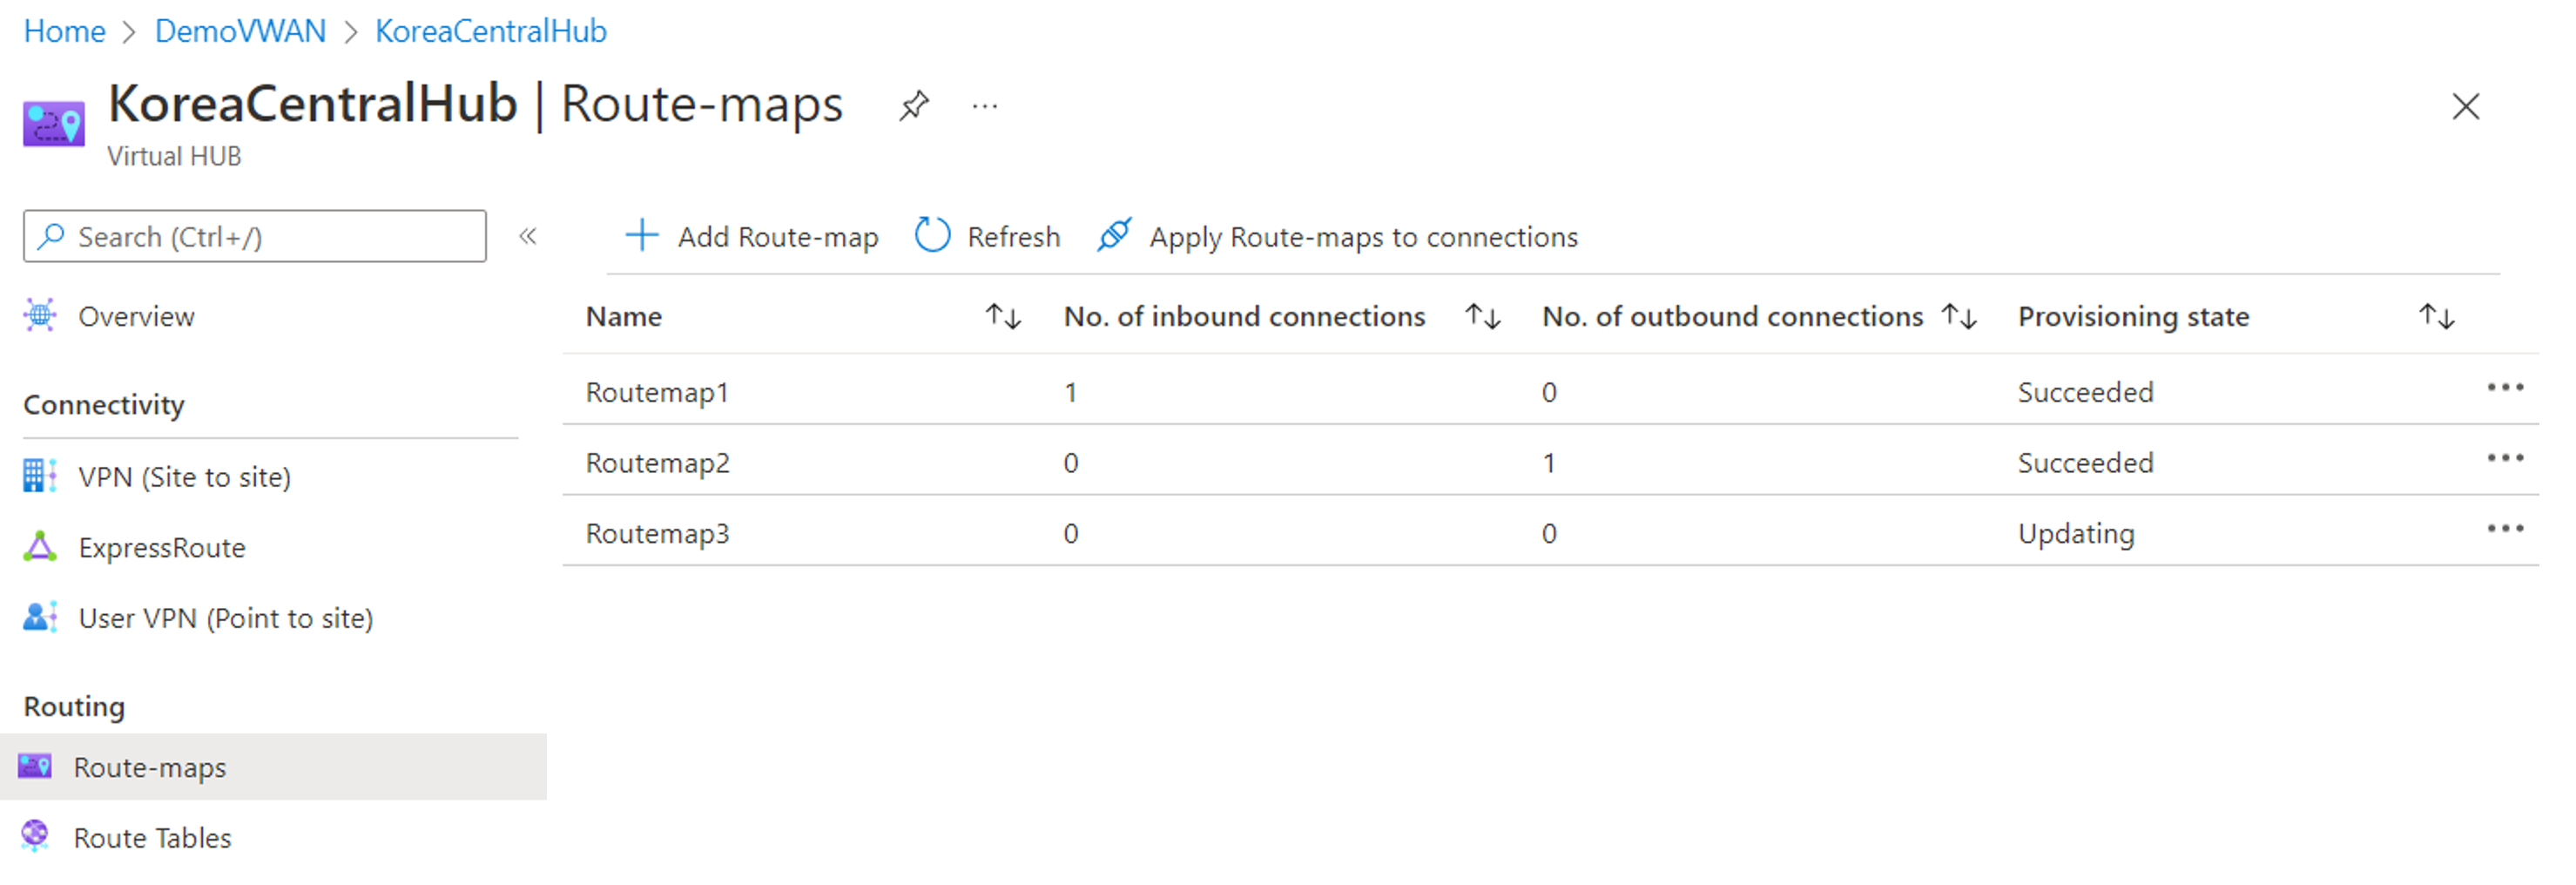 Home > DemoVWAN > KoreaCentralHub
KoreaCentralHub | Route-maps ...
Virtual HUB
Search (Ctrl+/)
«
Add Route-map
Refresh
Apply Route-maps to connections
Overview
Connectivity
VPN (Site to site)
ExpressRoute
User VPN (Point to site)
Routing
Route-maps
Route Tables
Name No. of inbound connections No. of outbound connections Provisioning state
Routemap1 1 0 Succeeded
Routemap2 0 1 Succeeded
Routemap3 0 0 Updating